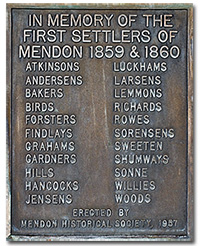 IN MEMORY OF THE
FIRST SETTLERS OF
MENDON 1859 & 1860
ATKINSONS
ANDERSENS
BAKERS
BIRDS
FORSTERS
FINDLAYS
GRAHAMS
GARDNERS
HILLS
HANCOCKS
JENSENS
LUCKHAMS
LARSENS
LEMMONS
RICHARDS
ROWES
SORENSENS
SWEETEN
SHUMWAYS
SONNE
WILLIES
WOODS
ERECTED BY
MENDON HISTORICAL SOCIETY, 1957